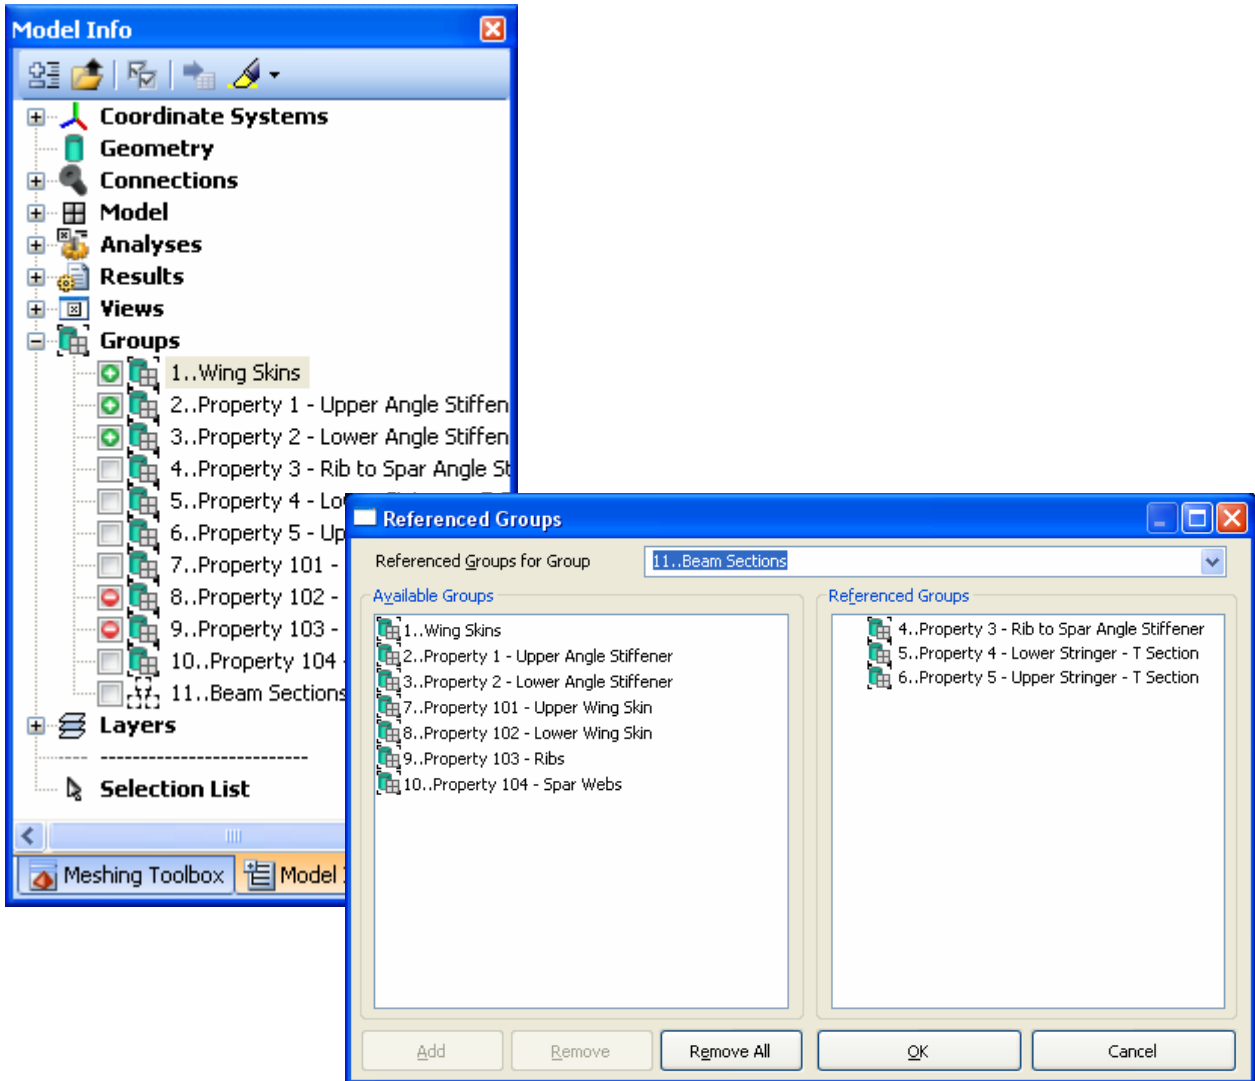 Model Info
Coordinate Systems
Geometry
Connections
Model
Analyses
Results
Views
Groups
1..Wing Skins
2..Property 1 - Upper Angle Stiffen
3..Property 2 - Lower Angle Stiffen
4..Property 3 - Rib to Spar Angle St
5..Property 4 - Lo
6..Property 5 - Up
7..Property 101 -
8..Property 102 -
9..Property 103 -
10..Property 104 -
11..Beam Sections
Layers
Selection List
Meshing Toolbox
Model
Referenced Groups
Referenced Groups for Group
11..Beam Sections
Available Groups
1..Wing Skins
2..Property 1 - Upper Angle Stiffener
3..Property 2 - Lower Angle Stiffener
7..Property 101 - Upper Wing Skin
8..Property 102 - Lower Wing Skin
9..Property 103 - Ribs
10..Property 104 - Spar Webs
Referenced Groups
4..Property 3 - Rib to Spar Angle Stiffener
5..Property 4 - Lower Stringer - T Section
6..Property 5 - Upper Stringer - T Section
Add
Remove
Remove All
OK
Cancel